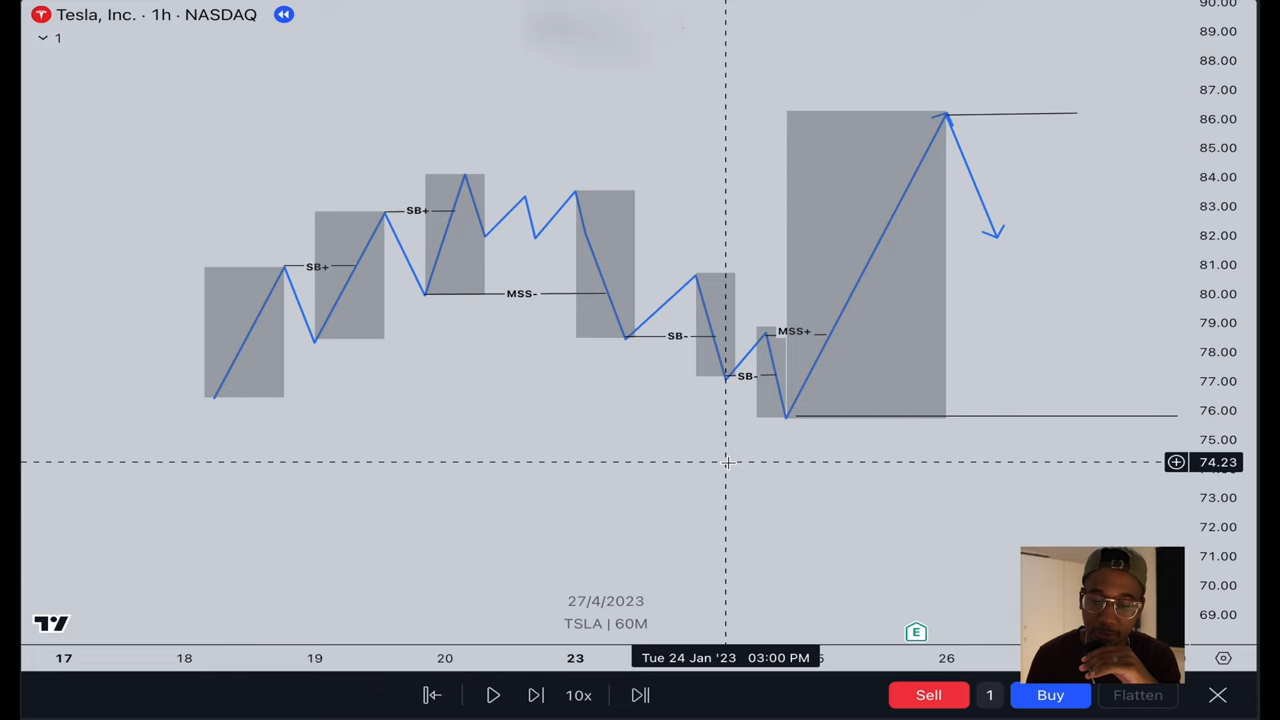 Tesla, Inc. · 1h · NASDAQ
1
90.00
89.00
88.00
87.00
86.00
85.00
84.00
83.00
82.00
81.00
80.00
79.00
78.00
77.00
76.00
75.00
74.23
73.00
72.00
71.00
70.00
69.00
SB+
SB+
MSS-
SB-
SB-
MSS+
27/4/2023
TSLA | 60M
E
17 18 19 20 23 Tue 24 Jan '23 03:00 PM 26
10x Sell 1 Buy Flatten